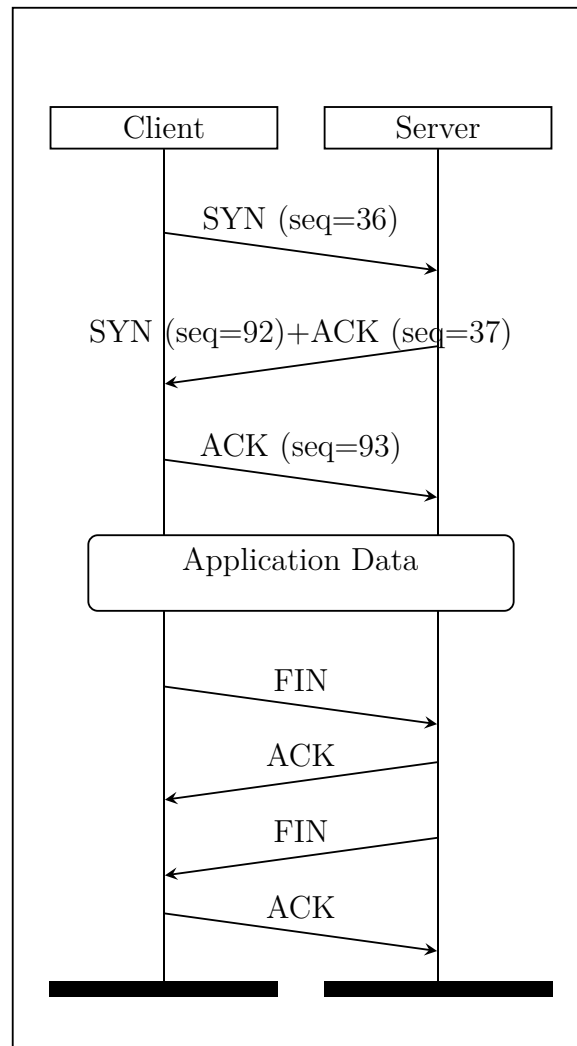 Client
Server
SYN (seq=36)
SYN (seq=92)+ACK (seq=37)
ACK (seq=93)
Application Data
FIN
ACK
FIN
ACK